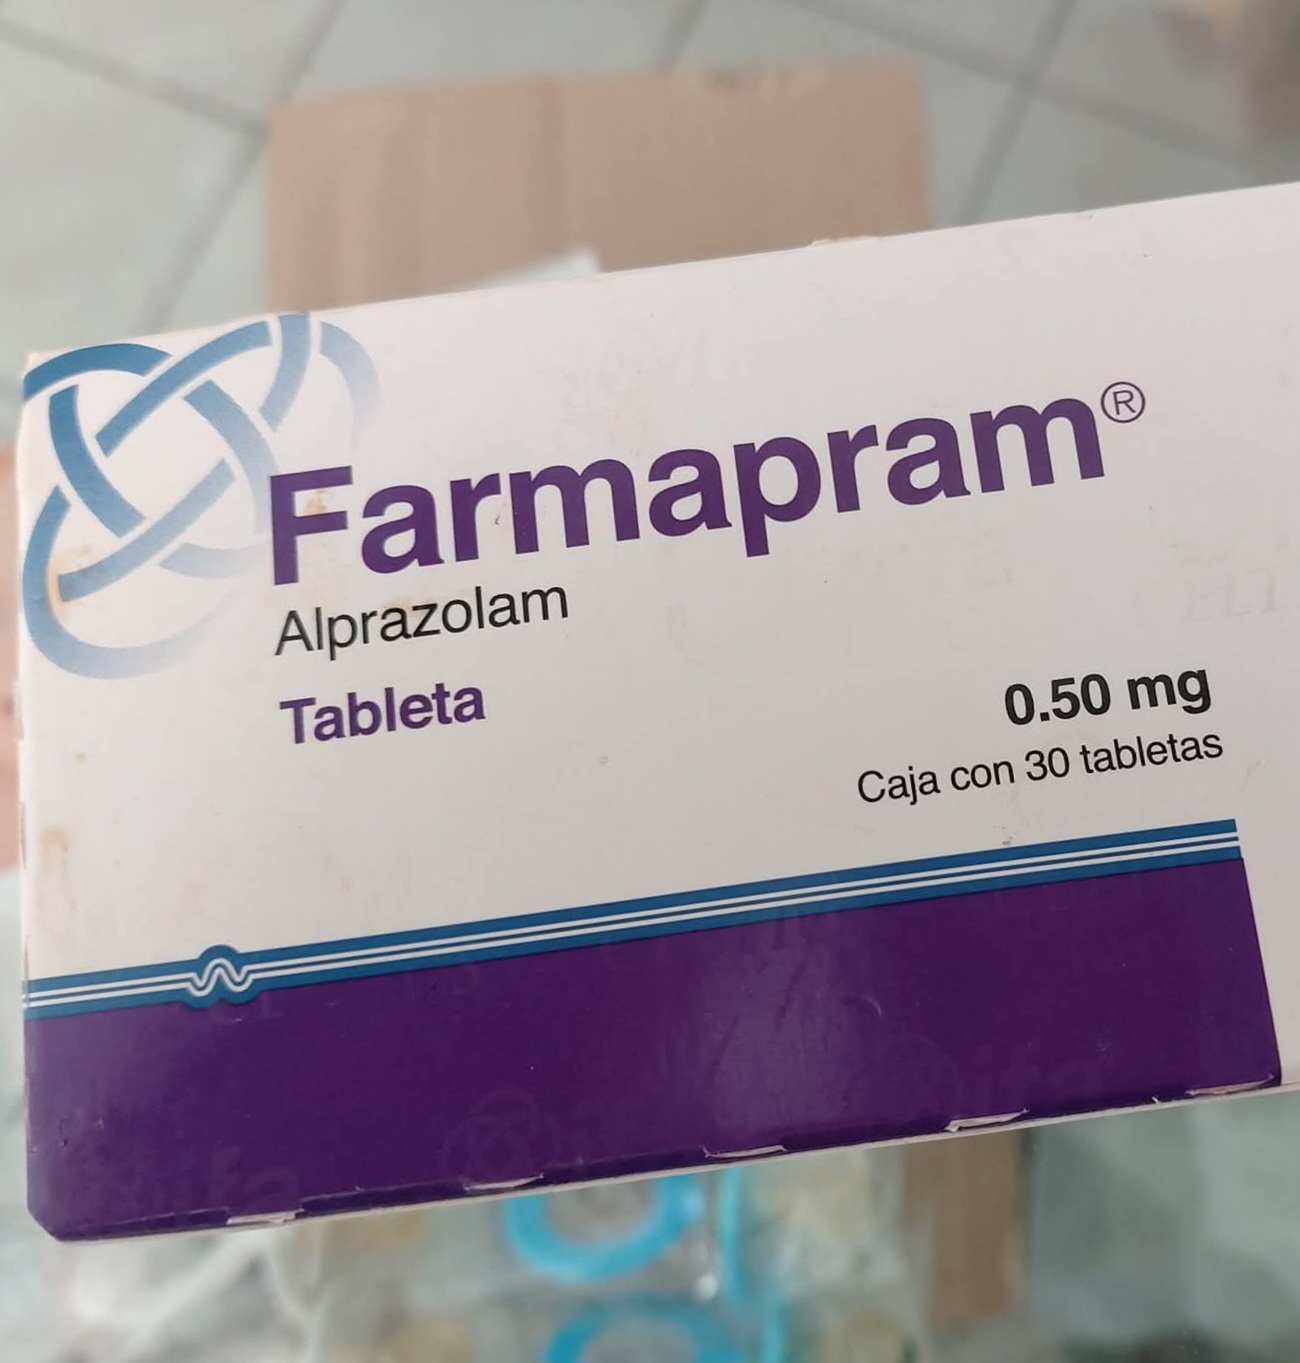 Farmapram®
Alprazolam
Tableta
0.50 mg
Caja con 30 tabletas